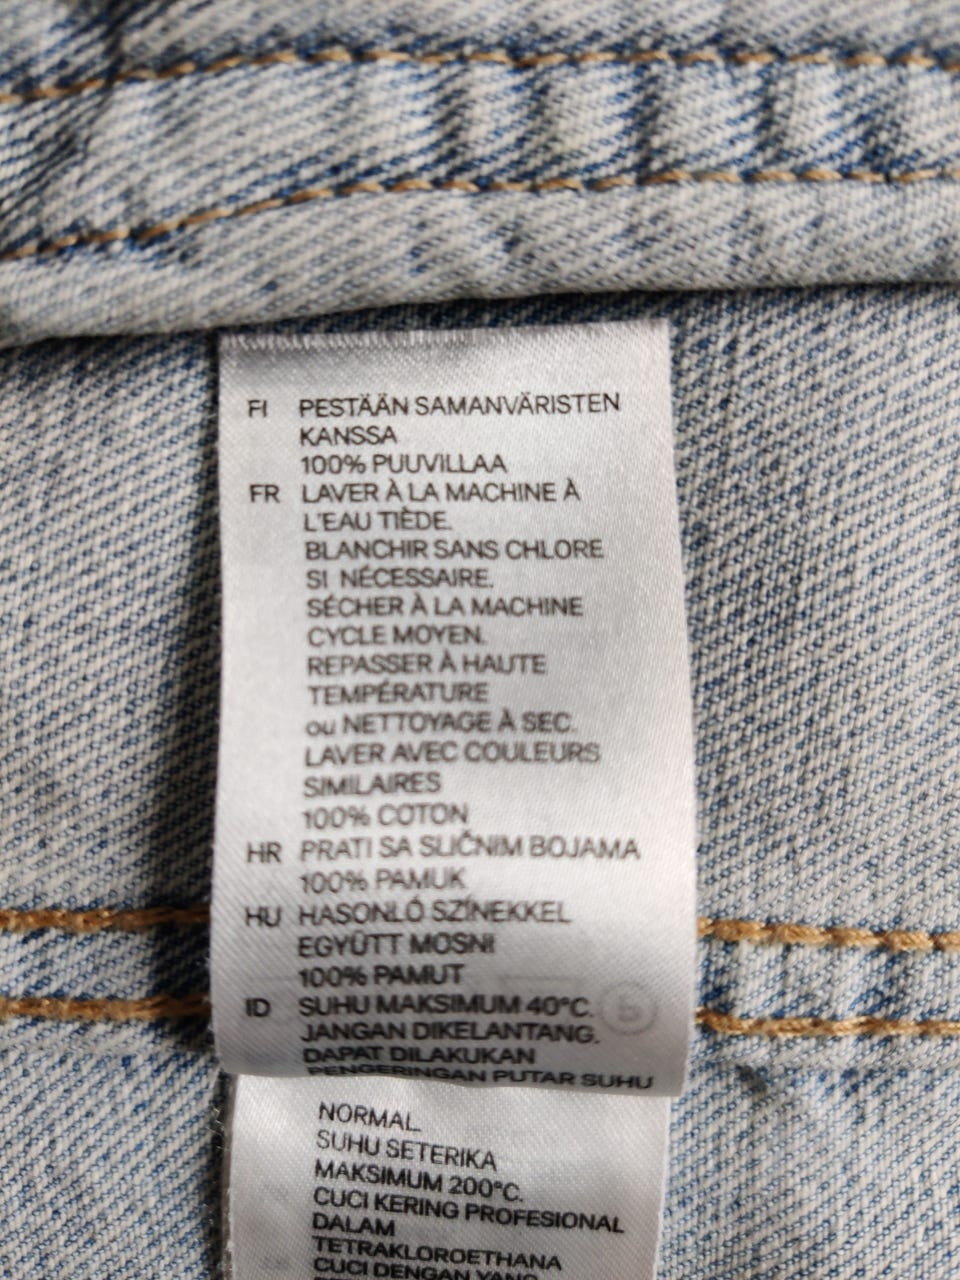 FI PESTÄÄN SAMANVÄRISTEN
KANSSA
100% PUUVILLAA
FR LAVER À LA MACHINE À
L'EAU TIÈDE.
BLANCHIR SANS CHLORE
SI NÉCESSAIRE.
SÉCHER À LA MACHINE
CYCLE MOYEN.
REPASSER À HAUTE
TEMPÉRATURE
ou NETTOYAGE À SEC.
LAVER AVEC COULEURS
SIMILAIRES
100% COTON
HR PRATI SA SLIČNIM BOJAMA
100% PAMUK
HU HASONLÓ SZÍNEKKEL
EGYÜTT MOSNI
100% PAMUT
ID SUHU MAKSIMUM 40°C.
JANGAN DIKELANTANG.
DAPAT DILAKUKAN
PENGERINGAN PUTAR SUHU
NORMAL
SUHU SETERIKA
MAKSIMUM 200°C.
CUCI KERING PROFESIONAL
DALAM
TETRAKLOROETHANA
CUCI DENGAN YANG